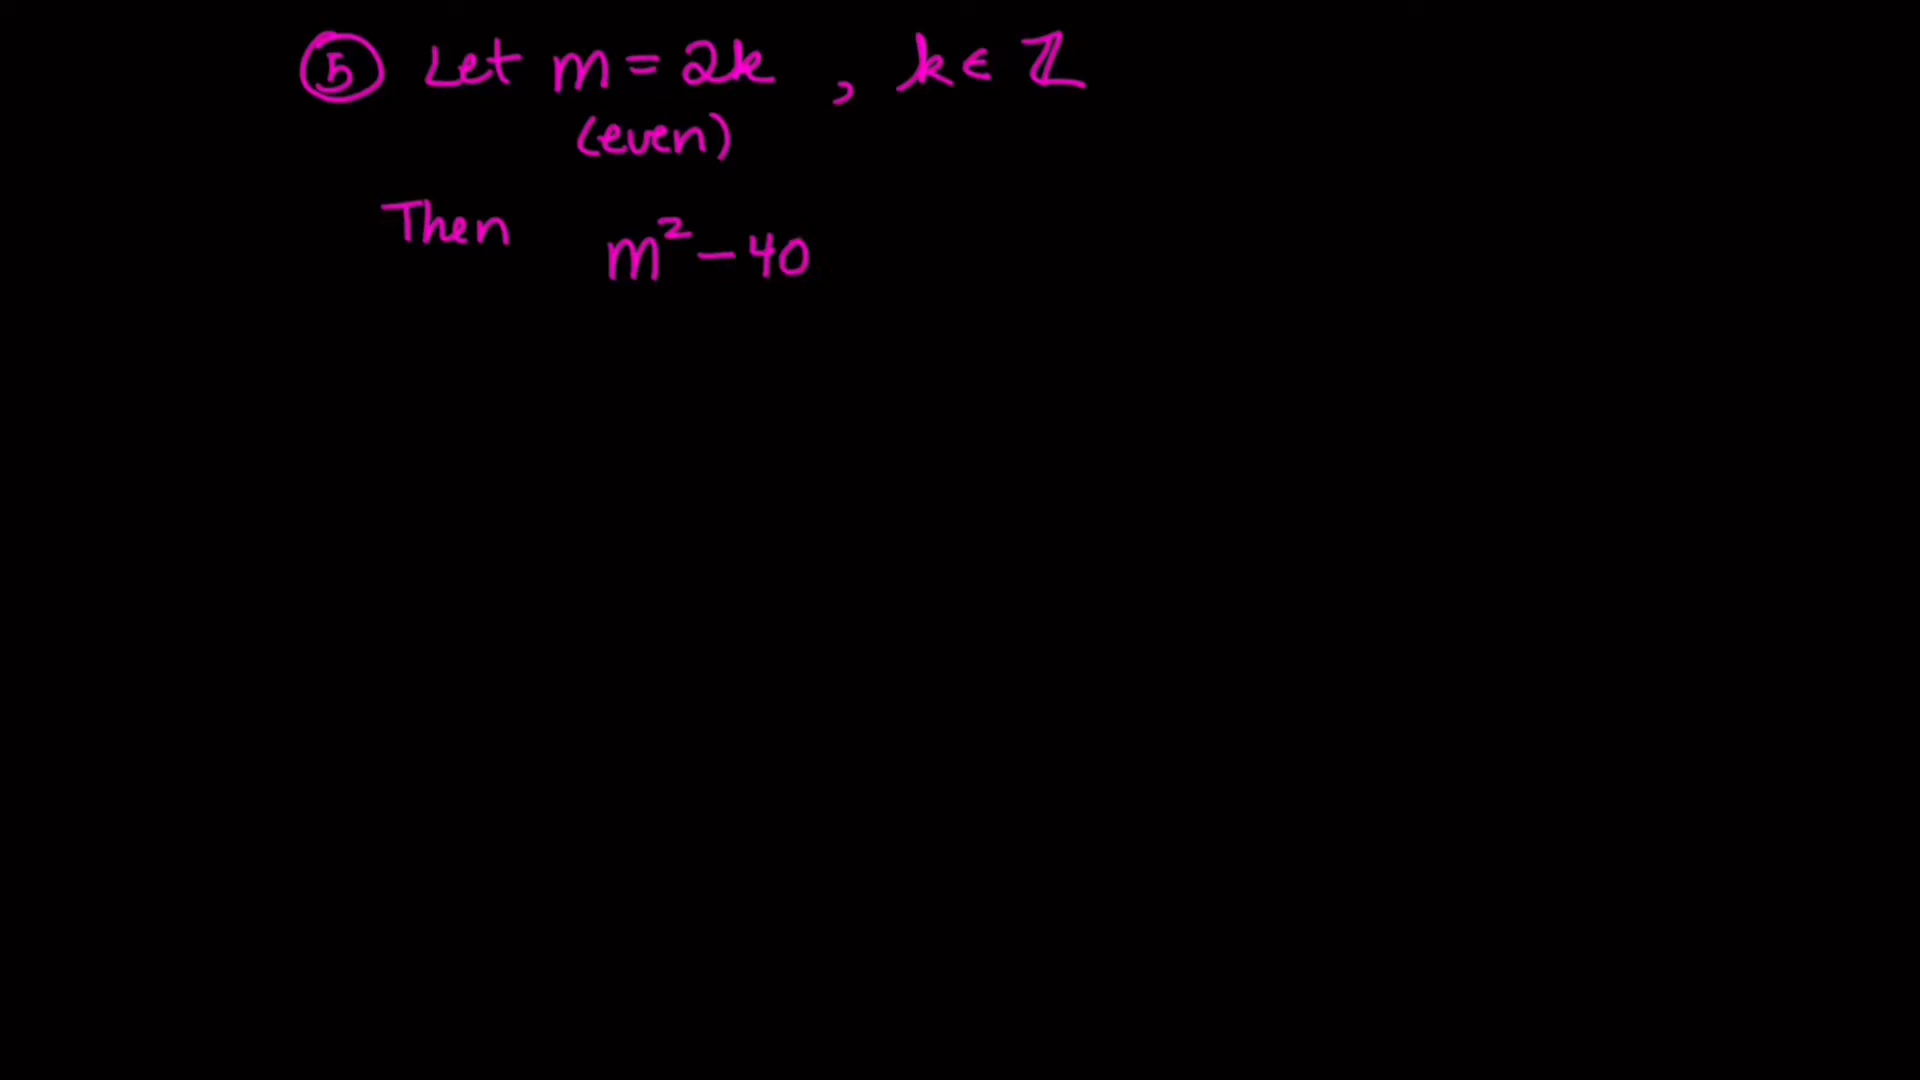 ⑤ Let m = 2k , k ∈ ℤ
(even)
Then m² - 40